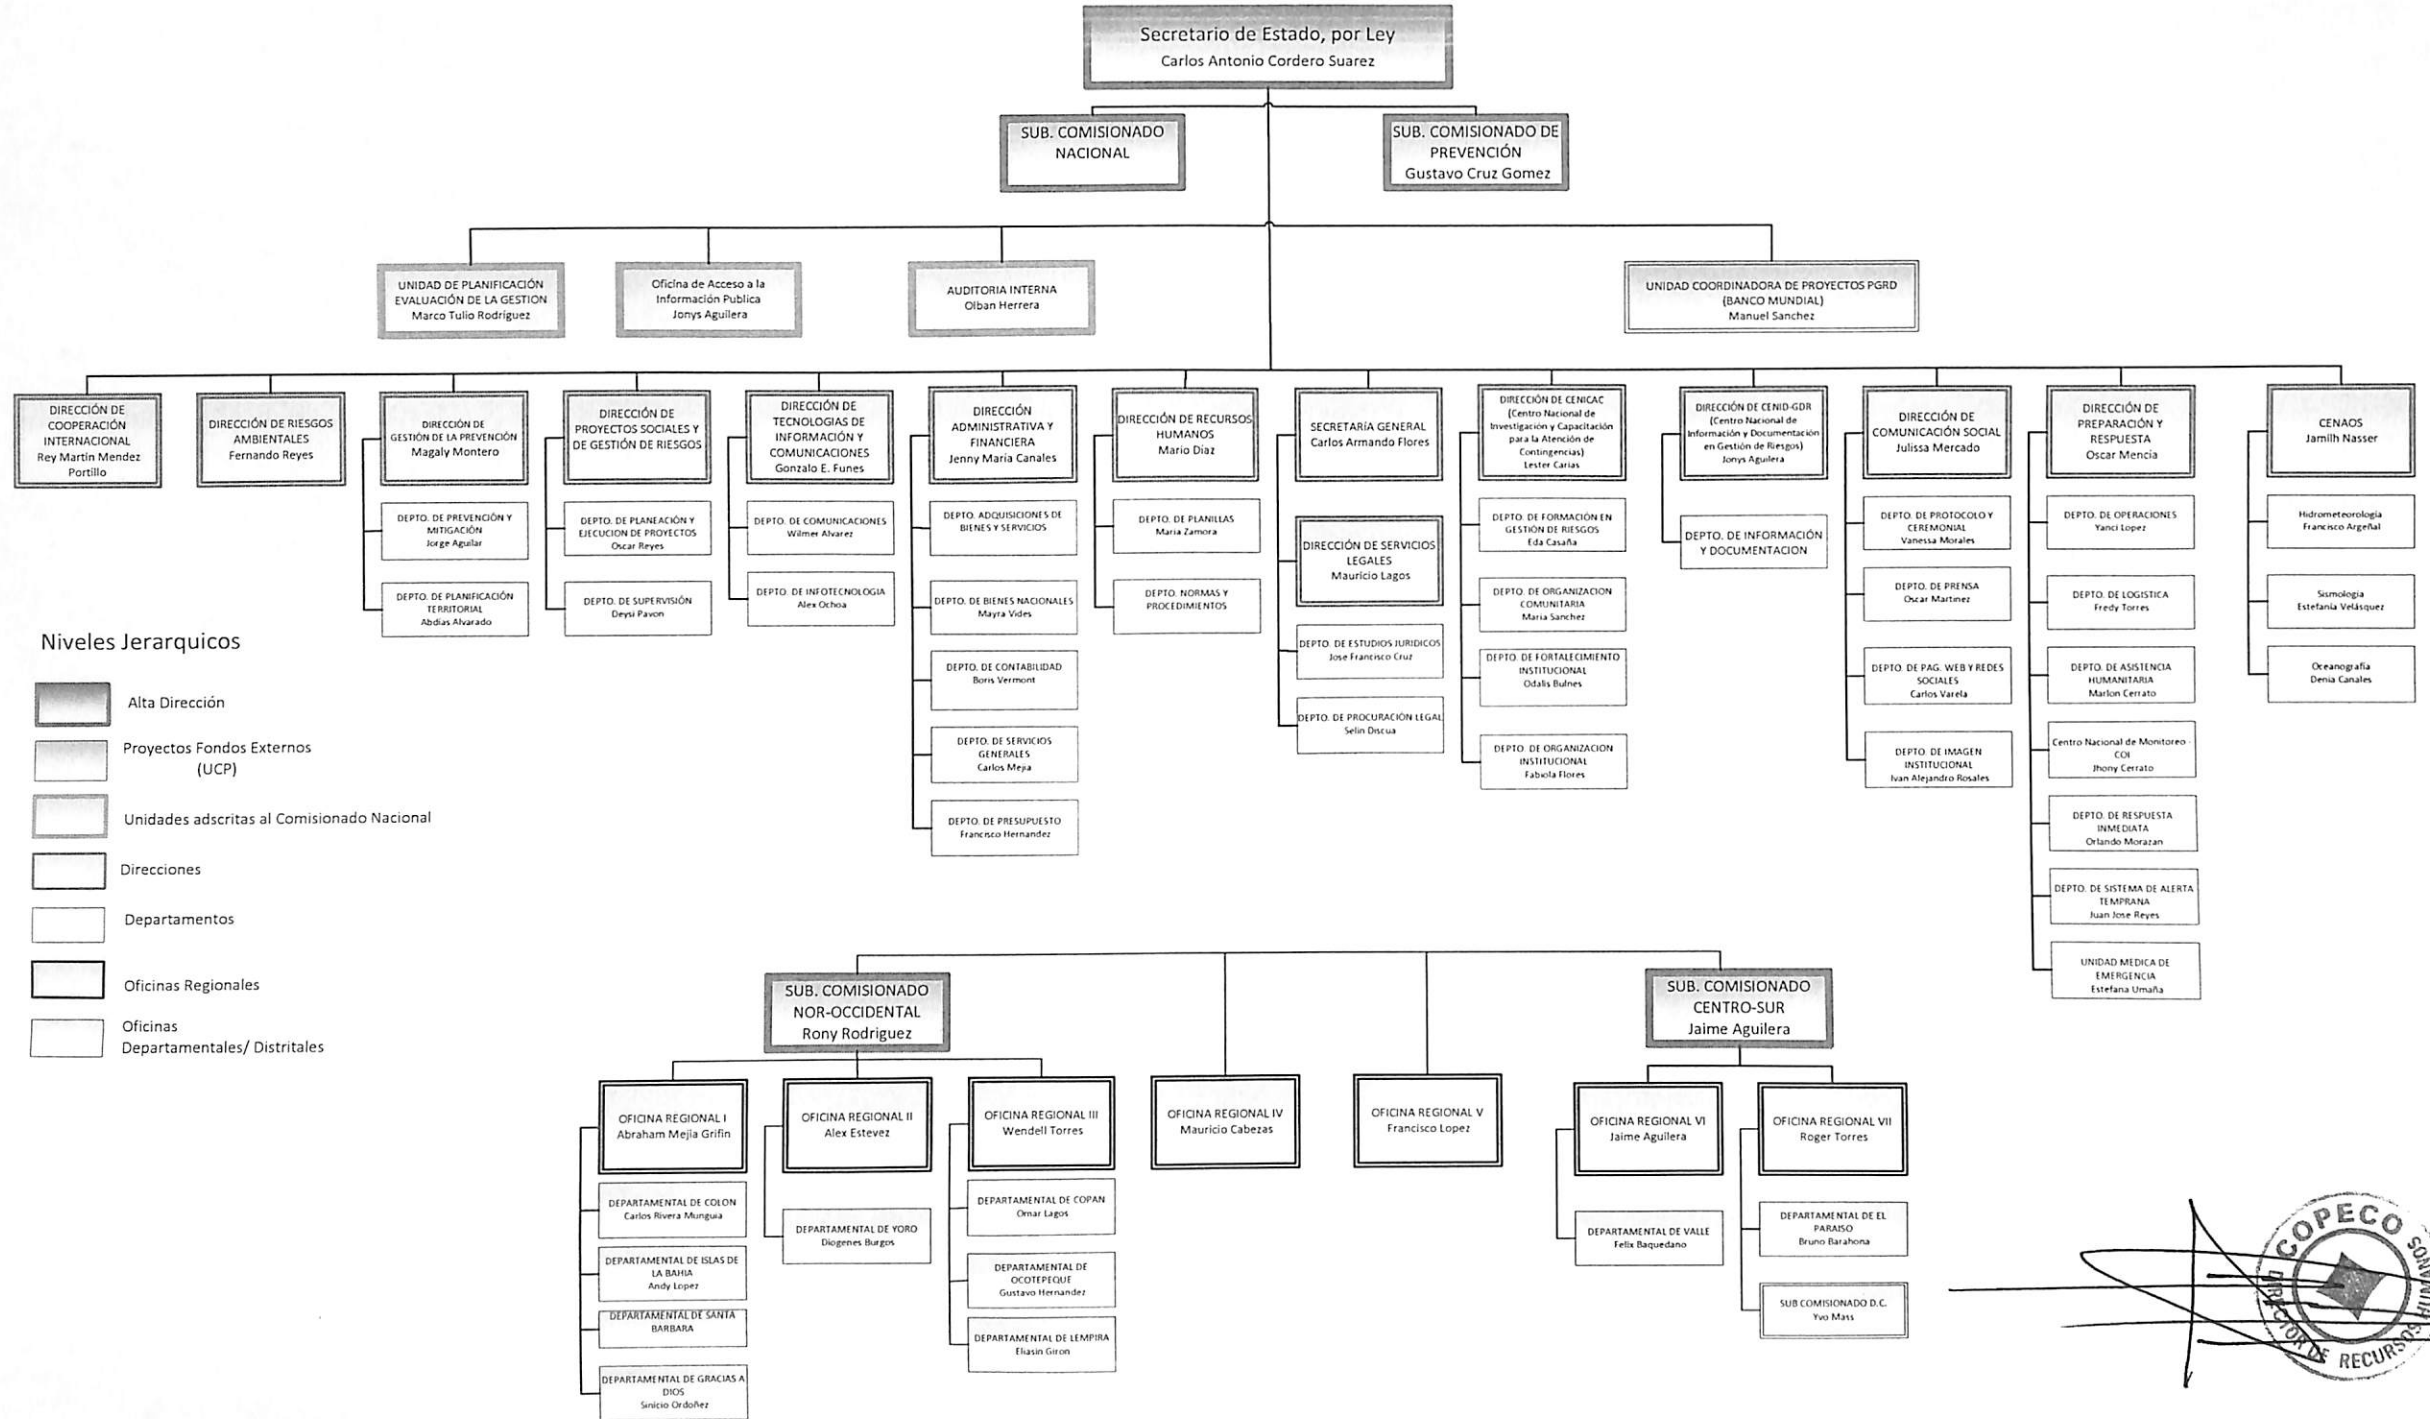 Secretario de Estado, por Ley
Carlos Antonio Cordero Suarez
SUB. COMISIONADO
NACIONAL
SUB. COMISIONADO DE
PREVENCIÓN
Gustavo Cruz Gomez
UNIDAD DE PLANIFICACIÓN
EVALUACIÓN DE LA GESTION
Marco Tulio Rodríguez
Oficina de Acceso a la
Información Publica
Jonys Aguilera
AUDITORIA INTERNA
Olban Herrera
UNIDAD COORDINADORA DE PROYECTOS PGRD
(BANCO MUNDIAL)
Manuel Sanchez
DIRECCIÓN DE
COOPERACIÓN
INTERNACIONAL
Rey Martin Mendez
Portillo
DIRECCIÓN DE RIESGOS
AMBIENTALES
Fernando Reyes
DIRECCIÓN DE
GESTIÓN DE LA PREVENCIÓN
Magaly Montero
DEPTO. DE PREVENCIÓN Y
MITIGACIÓN
Jorge Aguilar
DEPTO. DE PLANIFICACIÓN
TERRITORIAL
Abdias Alvarado
DIRECCIÓN DE
PROYECTOS SOCIALES Y
DE GESTIÓN DE RIESGOS
DEPTO. DE PLANEACIÓN Y
EJECUCION DE PROYECTOS
Oscar Reyes
DEPTO. DE SUPERVISIÓN
Deysi Pavon
DIRECCIÓN DE
TECNOLOGIAS DE
INFORMACIÓN Y
COMUNICACIONES
Gonzalo E. Funes
DEPTO. DE COMUNICACIONES
Wilmer Alvarez
DEPTO. DE INFOTECNOLOGIA
Alex Ochoa
DIRECCIÓN
ADMINISTRATIVA Y
FINANCIERA
Jenny María Canales
DEPTO. ADQUISICIONES DE
BIENES Y SERVICIOS
DEPTO. DE BIENES NACIONALES
Mayra Vides
DEPTO. DE CONTABILIDAD
Boris Vermont
DEPTO. DE SERVICIOS
GENERALES
Carlos Mejia
DEPTO. DE PRESUPUESTO
Francisco Hernandez
DIRECCIÓN DE RECURSOS
HUMANOS
Mario Diaz
DEPTO. DE PLANILLAS
Maria Zamora
DEPTO. NORMAS Y
PROCEDIMIENTOS
SECRETARÍA GENERAL
Carlos Armando Flores
DIRECCIÓN DE SERVICIOS
LEGALES
Mauricio Lagos
DEPTO. DE ESTUDIOS JURIDICOS
Jose Francisco Cruz
DEPTO. DE PROCURACIÓN LEGAL
Selin Discua
DIRECCIÓN DE CENICAC
(Centro Nacional de
Investigación y Capacitación
para la Atención de
Contingencias)
Lester Carias
DEPTO. DE FORMACIÓN EN
GESTIÓN DE RIESGOS
Eda Casaña
DEPTO. DE ORGANIZACION
COMUNITARIA
Maria Sanchez
DEPTO. DE FORTALECIMIENTO
INSTITUCIONAL
Odalis Bulnes
DEPTO. DE ORGANIZACION
INSTITUCIONAL
Fabiola Flores
DIRECCIÓN DE CENID-GDR
(Centro Nacional de
Información y Documentación
en Gestión de Riesgos)
Jonys Aguilera
DEPTO. DE INFORMACIÓN
Y DOCUMENTACION
DIRECCIÓN DE
COMUNICACIÓN SOCIAL
Julissa Mercado
DEPTO. DE PROTOCOLO Y
CEREMONIAL
Vanessa Morales
DEPTO. DE PRENSA
Oscar Martinez
DEPTO. DE PAG. WEB Y REDES
SOCIALES
Carlos Varela
DEPTO. DE IMAGEN
INSTITUCIONAL
Ivan Alejandro Rosales
DIRECCIÓN DE
PREPARACIÓN Y
RESPUESTA
Oscar Mencia
DEPTO. DE OPERACIONES
Yanci Lopez
DEPTO. DE LOGISTICA
Fredy Torres
DEPTO. DE ASISTENCIA
HUMANITARIA
Marlon Cerrato
Centro Nacional de Monitoreo -
COI
Jhony Cerrato
DEPTO. DE RESPUESTA
INMEDIATA
Orlando Morazan
DEPTO. DE SISTEMA DE ALERTA
TEMPRANA
Juan Jose Reyes
UNIDAD MEDICA DE
EMERGENCIA
Estefana Umaña
CENAOS
Jamilh Nasser
Hidrometeorología
Francisco Argeñal
Sismologia
Estefanía Velásquez
Oceanografía
Denia Canales
Niveles Jerarquicos
Alta Dirección
Proyectos Fondos Externos
(UCP)
Unidades adscritas al Comisionado Nacional
Direcciones
Departamentos
Oficinas Regionales
Oficinas
Departamentales/ Distritales
SUB. COMISIONADO
NOR-OCCIDENTAL
Rony Rodriguez
SUB. COMISIONADO
CENTRO-SUR
Jaime Aguilera
OFICINA REGIONAL I
Abraham Mejia Grifin
DEPARTAMENTAL DE COLON
Carlos Rivera Munguia
DEPARTAMENTAL DE ISLAS DE
LA BAHIA
Andy Lopez
DEPARTAMENTAL DE SANTA
BARBARA
DEPARTAMENTAL DE GRACIAS A
DIOS
Sinicio Ordoñez
OFICINA REGIONAL II
Alex Estevez
DEPARTAMENTAL DE YORO
Diogenes Burgos
OFICINA REGIONAL III
Wendell Torres
DEPARTAMENTAL DE COPAN
Omar Lagos
DEPARTAMENTAL DE
OCOTEPEQUE
Gustavo Hernandez
DEPARTAMENTAL DE LEMPIRA
Eliasin Giron
OFICINA REGIONAL IV
Mauricio Cabezas
OFICINA REGIONAL V
Francisco Lopez
OFICINA REGIONAL VI
Jaime Aguilera
DEPARTAMENTAL DE VALLE
Felix Baquedano
OFICINA REGIONAL VII
Roger Torres
DEPARTAMENTAL DE EL
PARAISO
Bruno Barahona
SUB COMISIONADO D.C.
Yvo Mass
COPECO
DIRECTOR DE RECURSOS HUMANOS